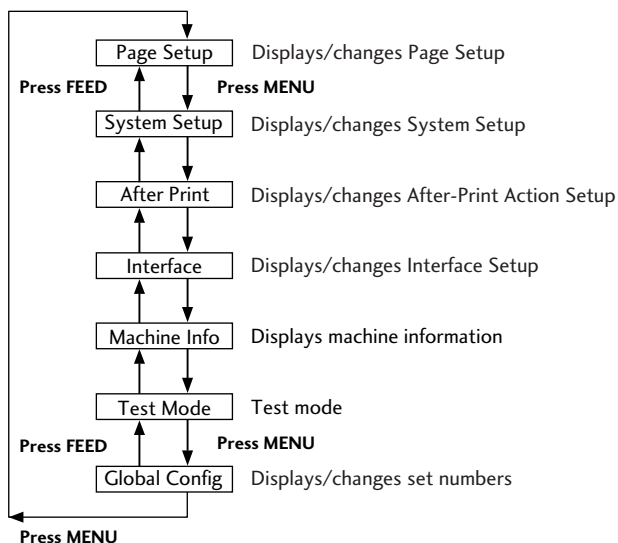 Page Setup Displays/changes Page Setup
Press FEED Press MENU
System Setup Displays/changes System Setup
After Print Displays/changes After-Print Action Setup
Interface Displays/changes Interface Setup
Machine Info Displays machine information
Test Mode Test mode
Press FEED Press MENU
Global Config Displays/changes set numbers
Press MENU